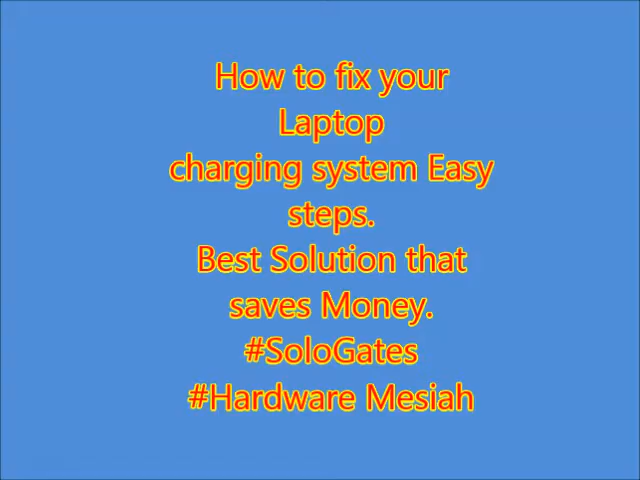 How to fix your
Laptop
charging system Easy
steps.
Best Solution that
saves Money.
#SoloGates
#Hardware Mesiah